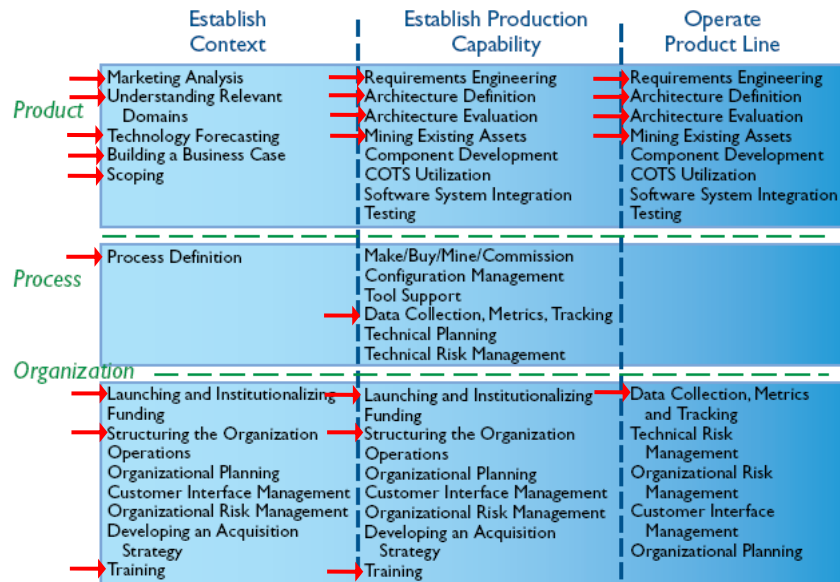 Establish
Context
Establish Production
Capability
Operate
Product Line
Product
Marketing Analysis
Understanding Relevant
Domains
Technology Forecasting
Building a Business Case
Scoping
Requirements Engineering
Architecture Definition
Architecture Evaluation
Mining Existing Assets
Component Development
COTS Utilization
Software System Integration
Testing
Requirements Engineering
Architecture Definition
Architecture Evaluation
Mining Existing Assets
Component Development
COTS Utilization
Software System Integration
Testing
Process
Process Definition
Make/Buy/Mine/Commission
Configuration Management
Tool Support
Data Collection, Metrics, Tracking
Technical Planning
Technical Risk Management
Organization
Launching and Institutionalizing
Funding
Structuring the Organization
Operations
Organizational Planning
Customer Interface Management
Organizational Risk Management
Developing an Acquisition
Strategy
Training
Launching and Institutionalizing
Funding
Structuring the Organization
Operations
Organizational Planning
Customer Interface Management
Organizational Risk Management
Developing an Acquisition
Strategy
Training
Data Collection, Metrics
and Tracking
Technical Risk
Management
Organizational Risk
Management
Customer Interface
Management
Organizational Planning